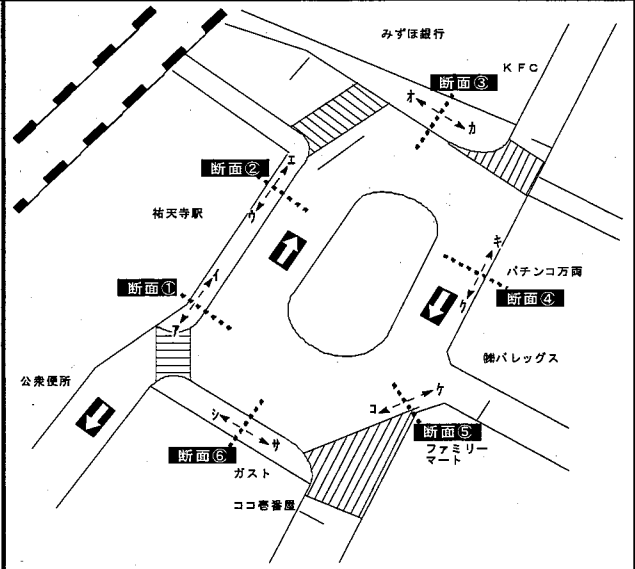 みずほ銀行
KFC
断面③
オ
カ
断面②
エ
ウ
祐天寺駅
キ
パチンコ万両
ク
断面④
イ
断面①
ア
㈱パレッグス
公衆便所
ケ
コ
断面⑤
ファミリー
マート
シ
サ
断面⑥
ガスト
ココ壱番屋